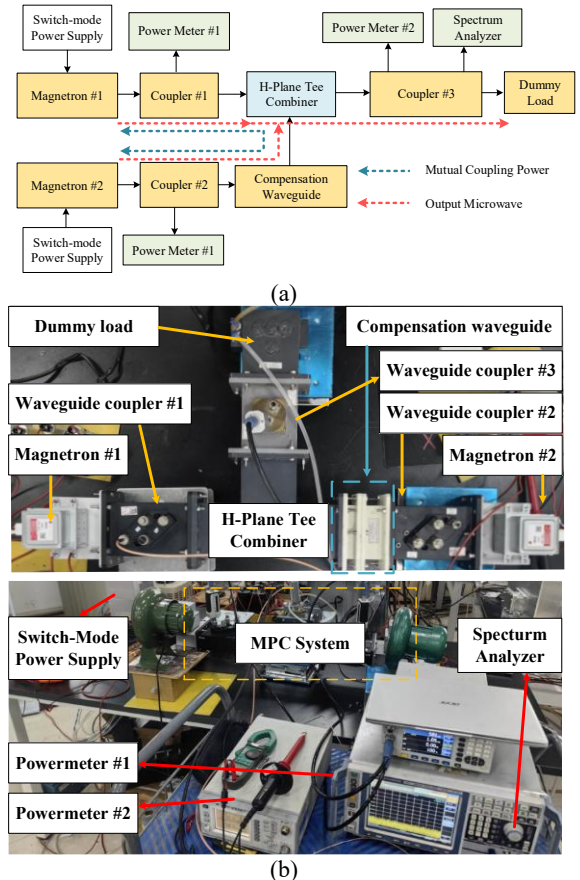 Switch-mode
Power Supply
Power Meter #1
Power Meter #2
Spectrum
Analyzer
Magnetron #1
Coupler #1
H-Plane Tee
Combiner
Coupler #3
Dummy
Load
Magnetron #2
Coupler #2
Compensation
Waveguide
Mutual Coupling Power
Output Microwave
Switch-mode
Power Supply
Power Meter #1
(a)
Dummy load
Compensation waveguide
Waveguide coupler #3
Waveguide coupler #1
Waveguide coupler #2
Magnetron #1
Magnetron #2
H-Plane Tee
Combiner
Switch-Mode
Power Supply
MPC System
Specturm
Analyzer
Powermeter #1
Powermeter #2
(b)